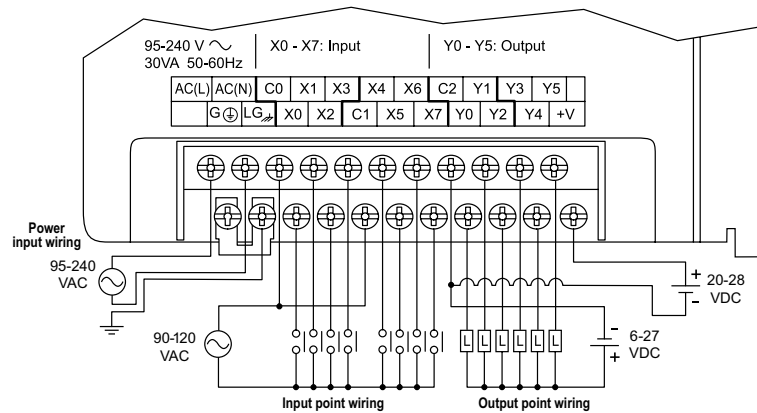 95-240 V ~
30VA 50-60Hz
X0 - X7: Input
Y0 - Y5: Output
AC(L) AC(N) C0 X1 X3 X4 X6 C2 Y1 Y3 Y5
G LG X0 X2 C1 X5 X7 Y0 Y2 Y4 +V
Power
input wiring
95-240
VAC
+
20-28
VDC
-
90-120
VAC
L L L L L L
-
6-27
VDC
+
Input point wiring
Output point wiring